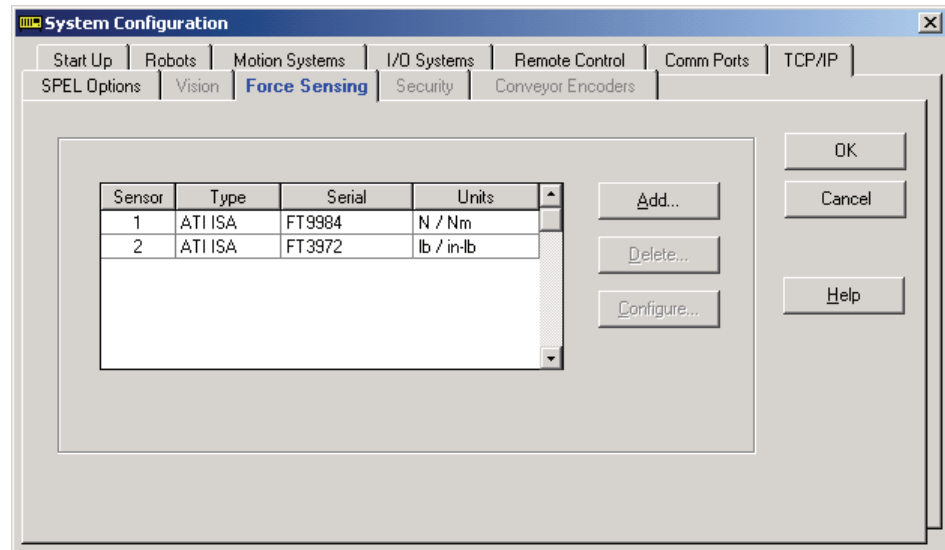 System Configuration
Start Up Robots Motion Systems I/O Systems Remote Control Comm Ports TCP/IP
SPEL Options Vision Force Sensing Security Conveyor Encoders
OK
Sensor Type Serial Units Add... Cancel
1 ATI ISA FT9984 N / Nm
2 ATI ISA FT3972 lb / in-lb Delete...
Configure... Help